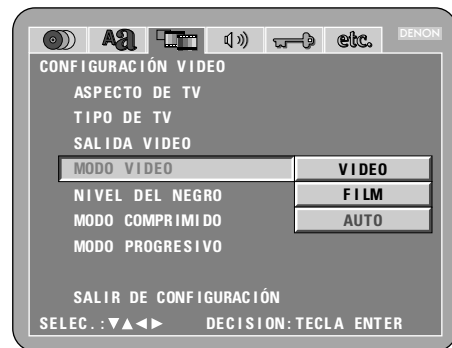 Aa etc. DENON
CONFIGURACIÓN VIDEO
ASPECTO DE TV
TIPO DE TV
SALIDA VIDEO
MODO VIDEO VIDEO
NIVEL DEL NEGRO FILM
MODO COMPRIMIDO AUTO
MODO PROGRESIVO
SALIR DE CONFIGURACIÓN
SELEC.:▼▲◄► DECISION:TECLA ENTER